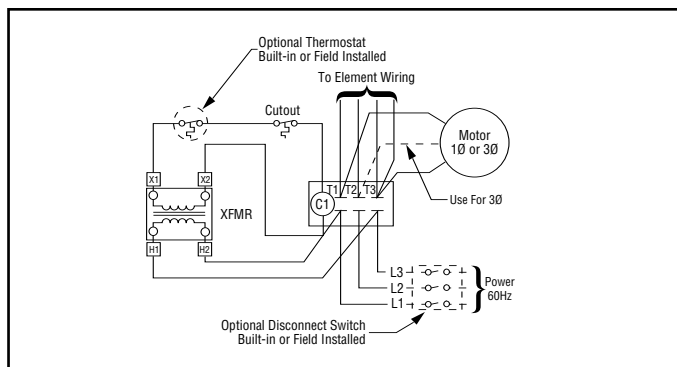 Optional Thermostat
Built-in or Field Installed
To Element Wiring
Cutout
Motor
1Ø or 3Ø
X1
X2
T1
T2
T3
C1
Use For 3Ø
XFMR
H1
H2
L3
L2
L1
Power
60Hz
Optional Disconnect Switch
Built-in or Field Installed